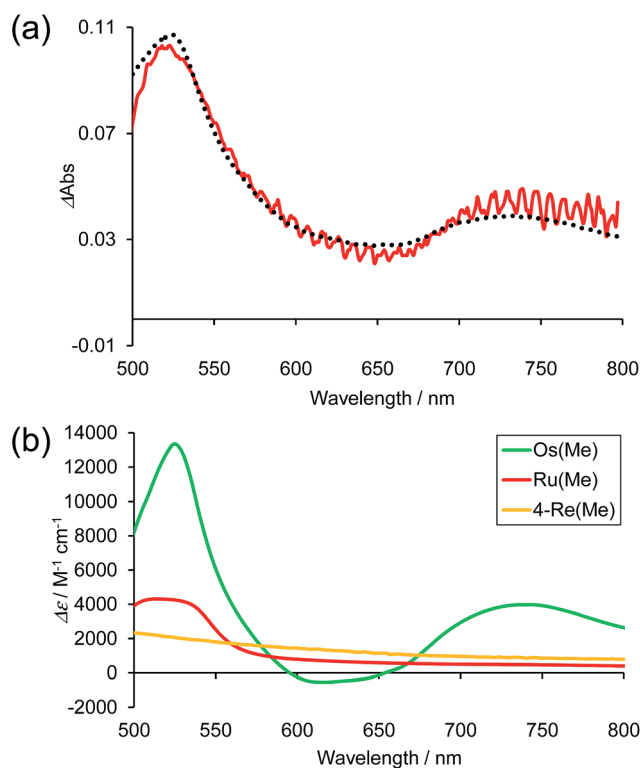 (a)
0.11
0.07
0.03
-0.01
ΔAbs
500 550 600 650 700 750 800
Wavelength / nm
(b)
14000
12000
10000
8000
6000
4000
2000
0
-2000
Δε / M⁻¹ cm⁻¹
Os(Me)
Ru(Me)
4-Re(Me)
500 550 600 650 700 750 800
Wavelength / nm